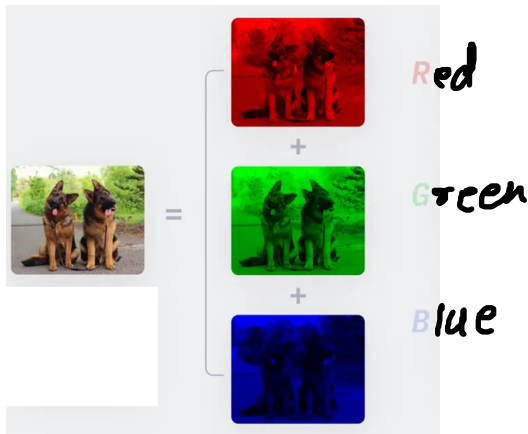 Red
+
=
Green
+
Blue